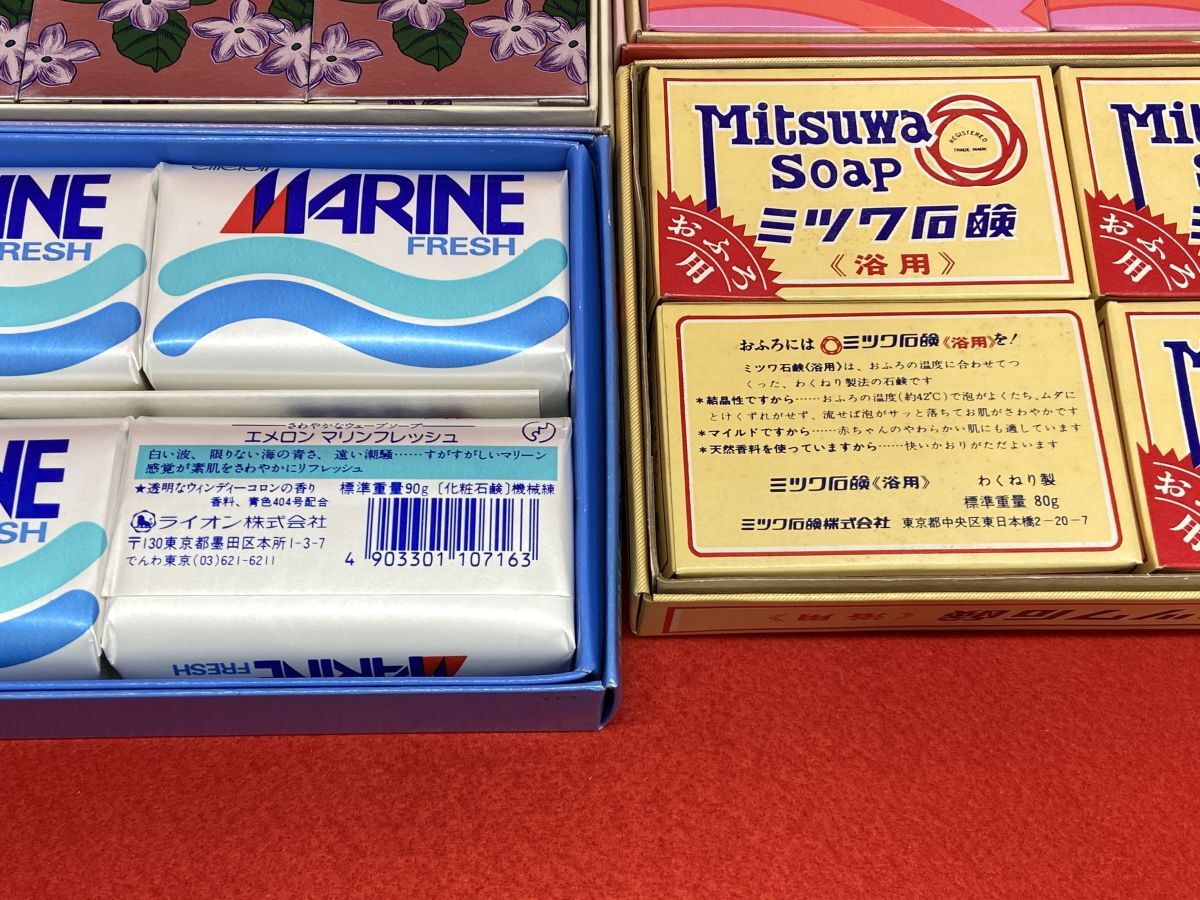 INE
FRESH
MARINE
FRESH
NE
SH
さわやかなウェーブソープ
エメロン マリンフレッシュ
白い波、限りない海の青さ、遠い潮騒……すがすがしいマリーン
感覚が素肌をさわやかにリフレッシュ
★透明なウィンディーコロンの香り 標準重量90g〔化粧石鹸〕機械練
香料、青色404号配合
ライオン株式会社
〒130東京都墨田区本所1-3-7
でんわ東京(03)621-6211
4 903301 107163
MARINE
FRESH
Mitsuwa
Soap
REGISTERED
TRADE MARK
ミツワ石鹸
《浴用》
おふろ
用
Mi
おふろ
用
おふろには ミツワ石鹸《浴用》を!
ミツワ石鹸《浴用》は、おふろの温度に合わせてつ
くった、わくねり製法の石鹸です
*結晶性ですから……おふろの温度(約42℃)で泡がよくたち、ムダに
とけくずれがせず、流せば泡がサッと落ちてお肌がさわやかです
*マイルドですから……赤ちゃんのやわらかい肌にも適しています
*天然香料を使っていますから……快いかおりがただよいます
ミツワ石鹸《浴用》 わくねり製
標準重量 80g
ミツワ石鹸株式会社 東京都中央区東日本橋2-20-7
おふろ
用
ミツワ石鹸
《浴用》